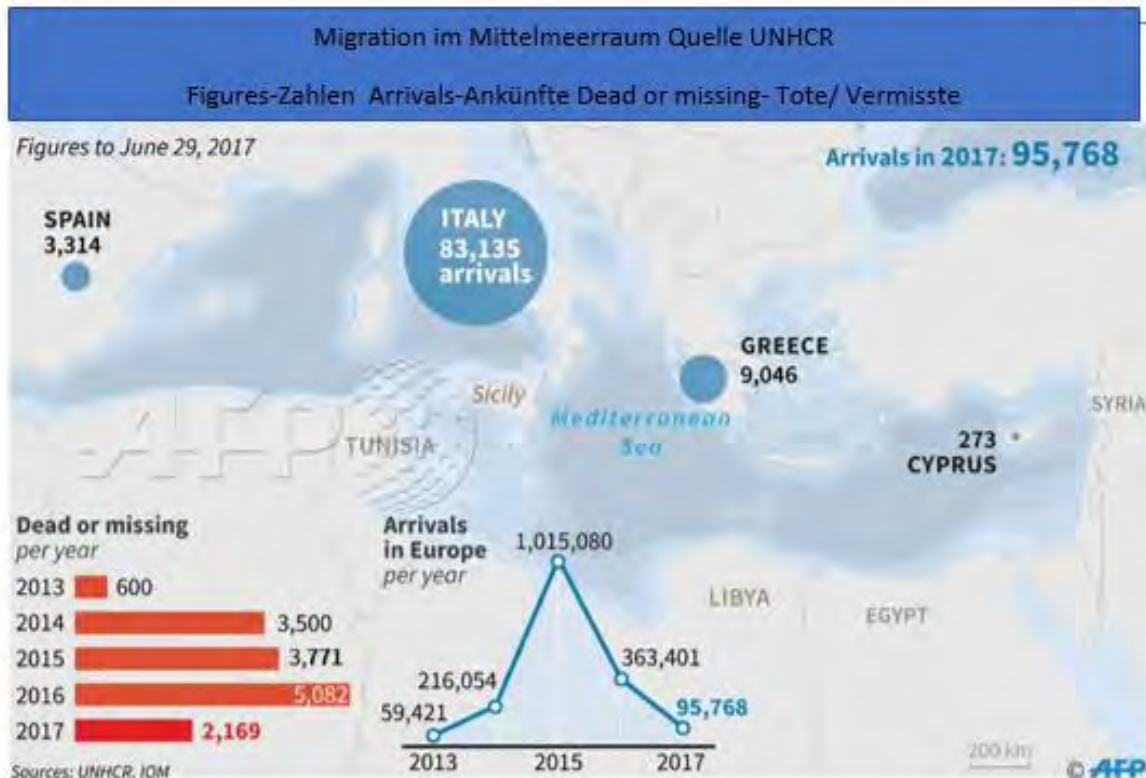 Migration im Mittelmeerraum Quelle UNHCR
Figures-Zahlen Arrivals-Ankünfte Dead or missing- Tote/ Vermisste
Figures to June 29, 2017
Arrivals in 2017: 95,768
SPAIN
3,314
ITALY
83,135
arrivals
GREECE
9,046
Sicily
Mediterranean
Sea
TUNISIA
SYRIA
273
CYPRUS
AFP
LIBYA
EGYPT
Dead or missing
per year
2013 600
2014 3,500
2015 3,771
2016 5,082
2017 2,169
Arrivals
in Europe
per year
1,015,080
363,401
216,054
59,421
95,768
2013 2015 2017
200 km
Sources: UNHCR, IOM
© AFP